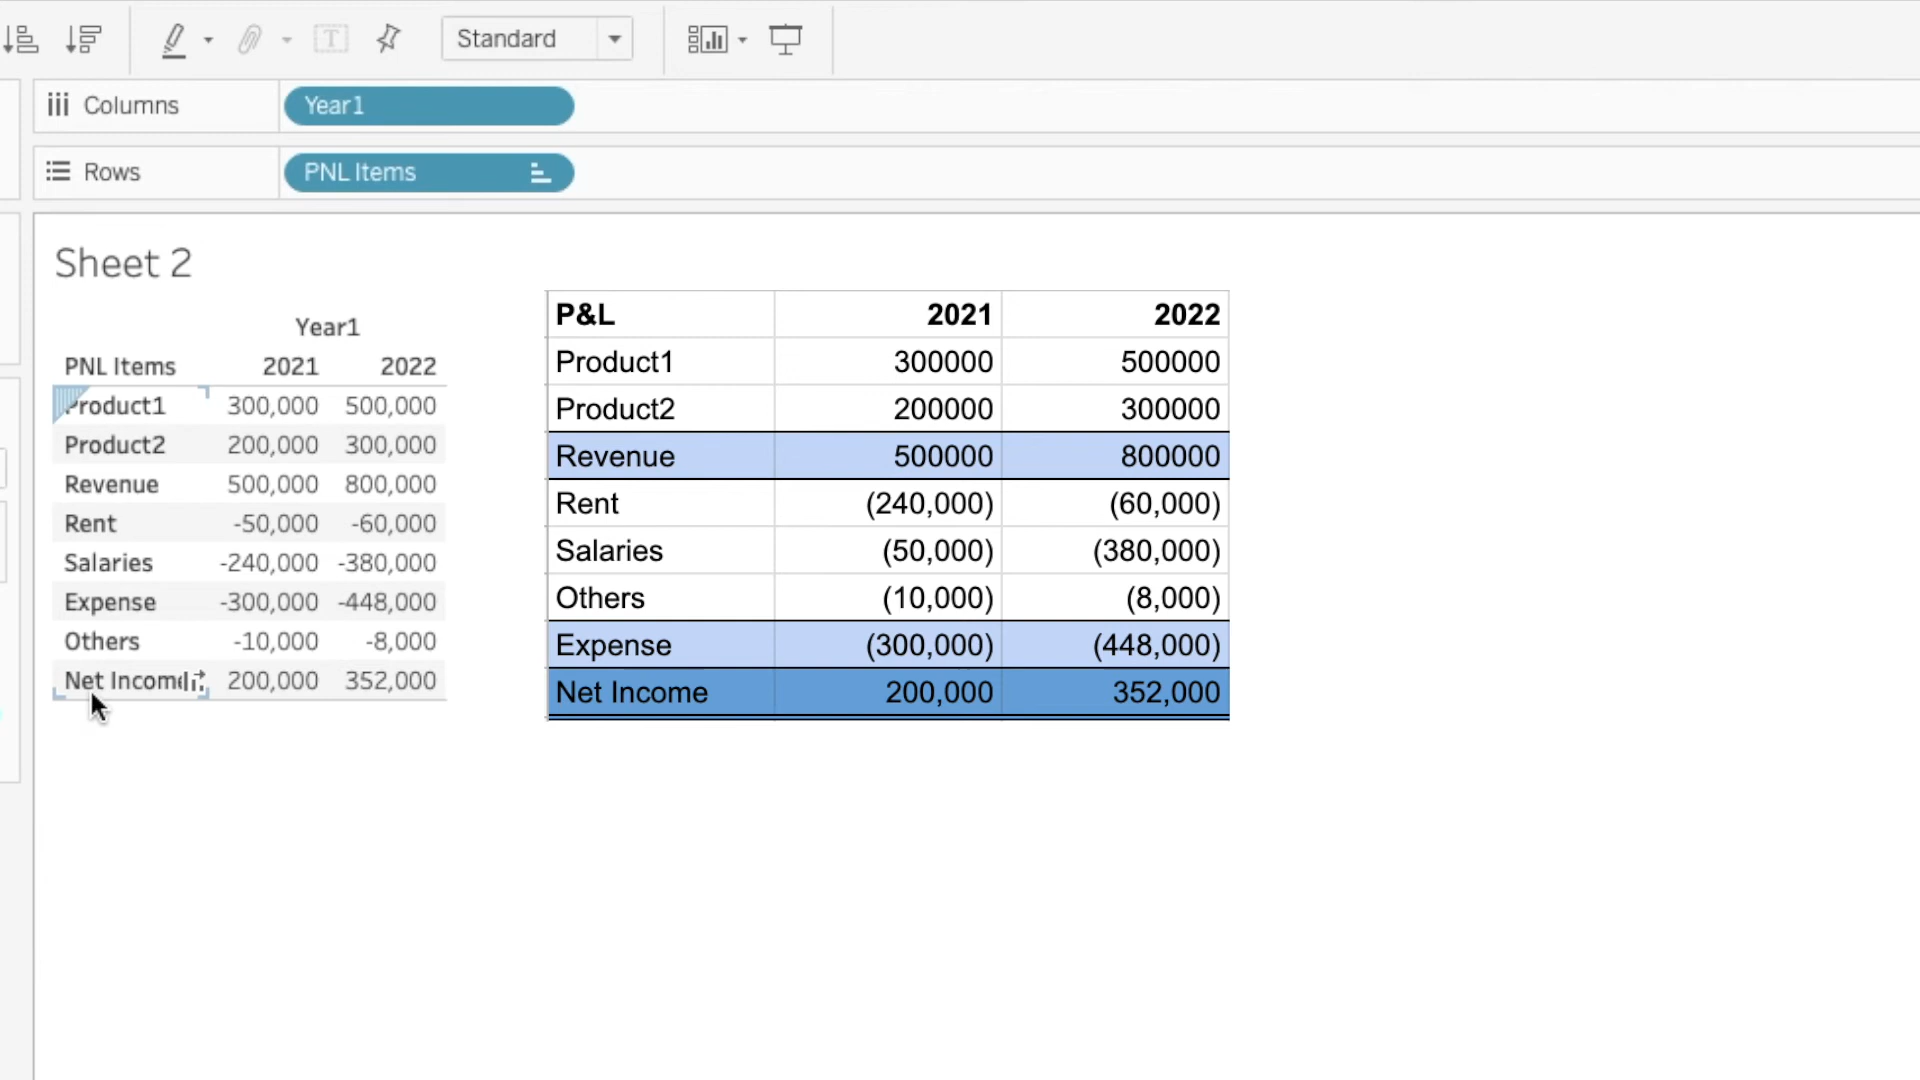 Standard
Columns Year1
Rows PNL Items
Sheet 2
Year1
PNL Items 2021 2022
Product1 300,000 500,000
Product2 200,000 300,000
Revenue 500,000 800,000
Rent -50,000 -60,000
Salaries -240,000 -380,000
Expense -300,000 -448,000
Others -10,000 -8,000
Net Income 200,000 352,000
P&L 2021 2022
Product1 300000 500000
Product2 200000 300000
Revenue 500000 800000
Rent (240,000) (60,000)
Salaries (50,000) (380,000)
Others (10,000) (8,000)
Expense (300,000) (448,000)
Net Income 200,000 352,000